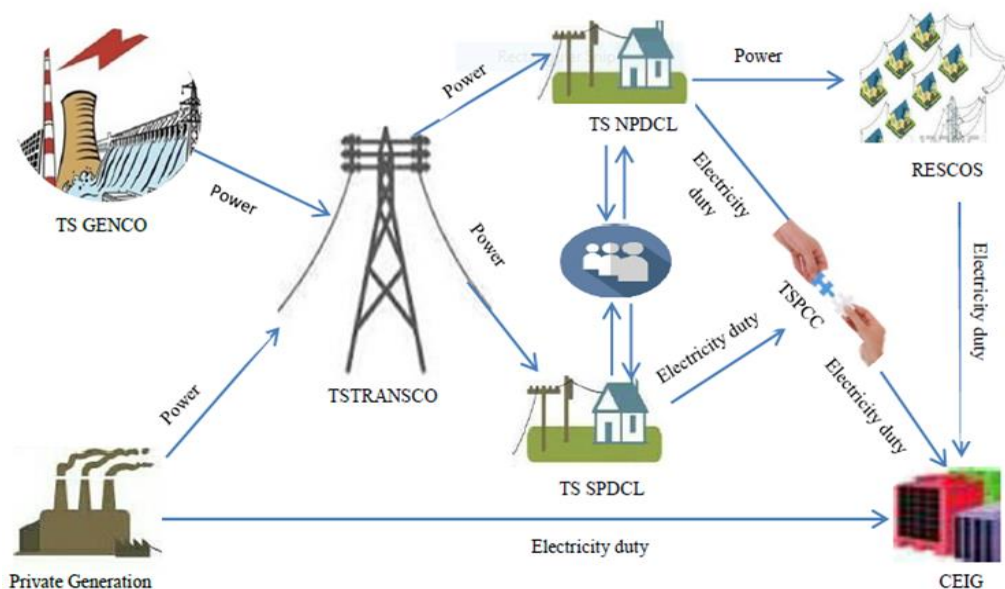 Power
TS NPDCL
Power
RESCOS
TS GENCO
Power
Electricity
duty
Power
TSPCC
Electricity duty
TSTRANSCO
Electricity duty
Electricity duty
Power
TS SPDCL
Electricity duty
Private Generation
CEIG